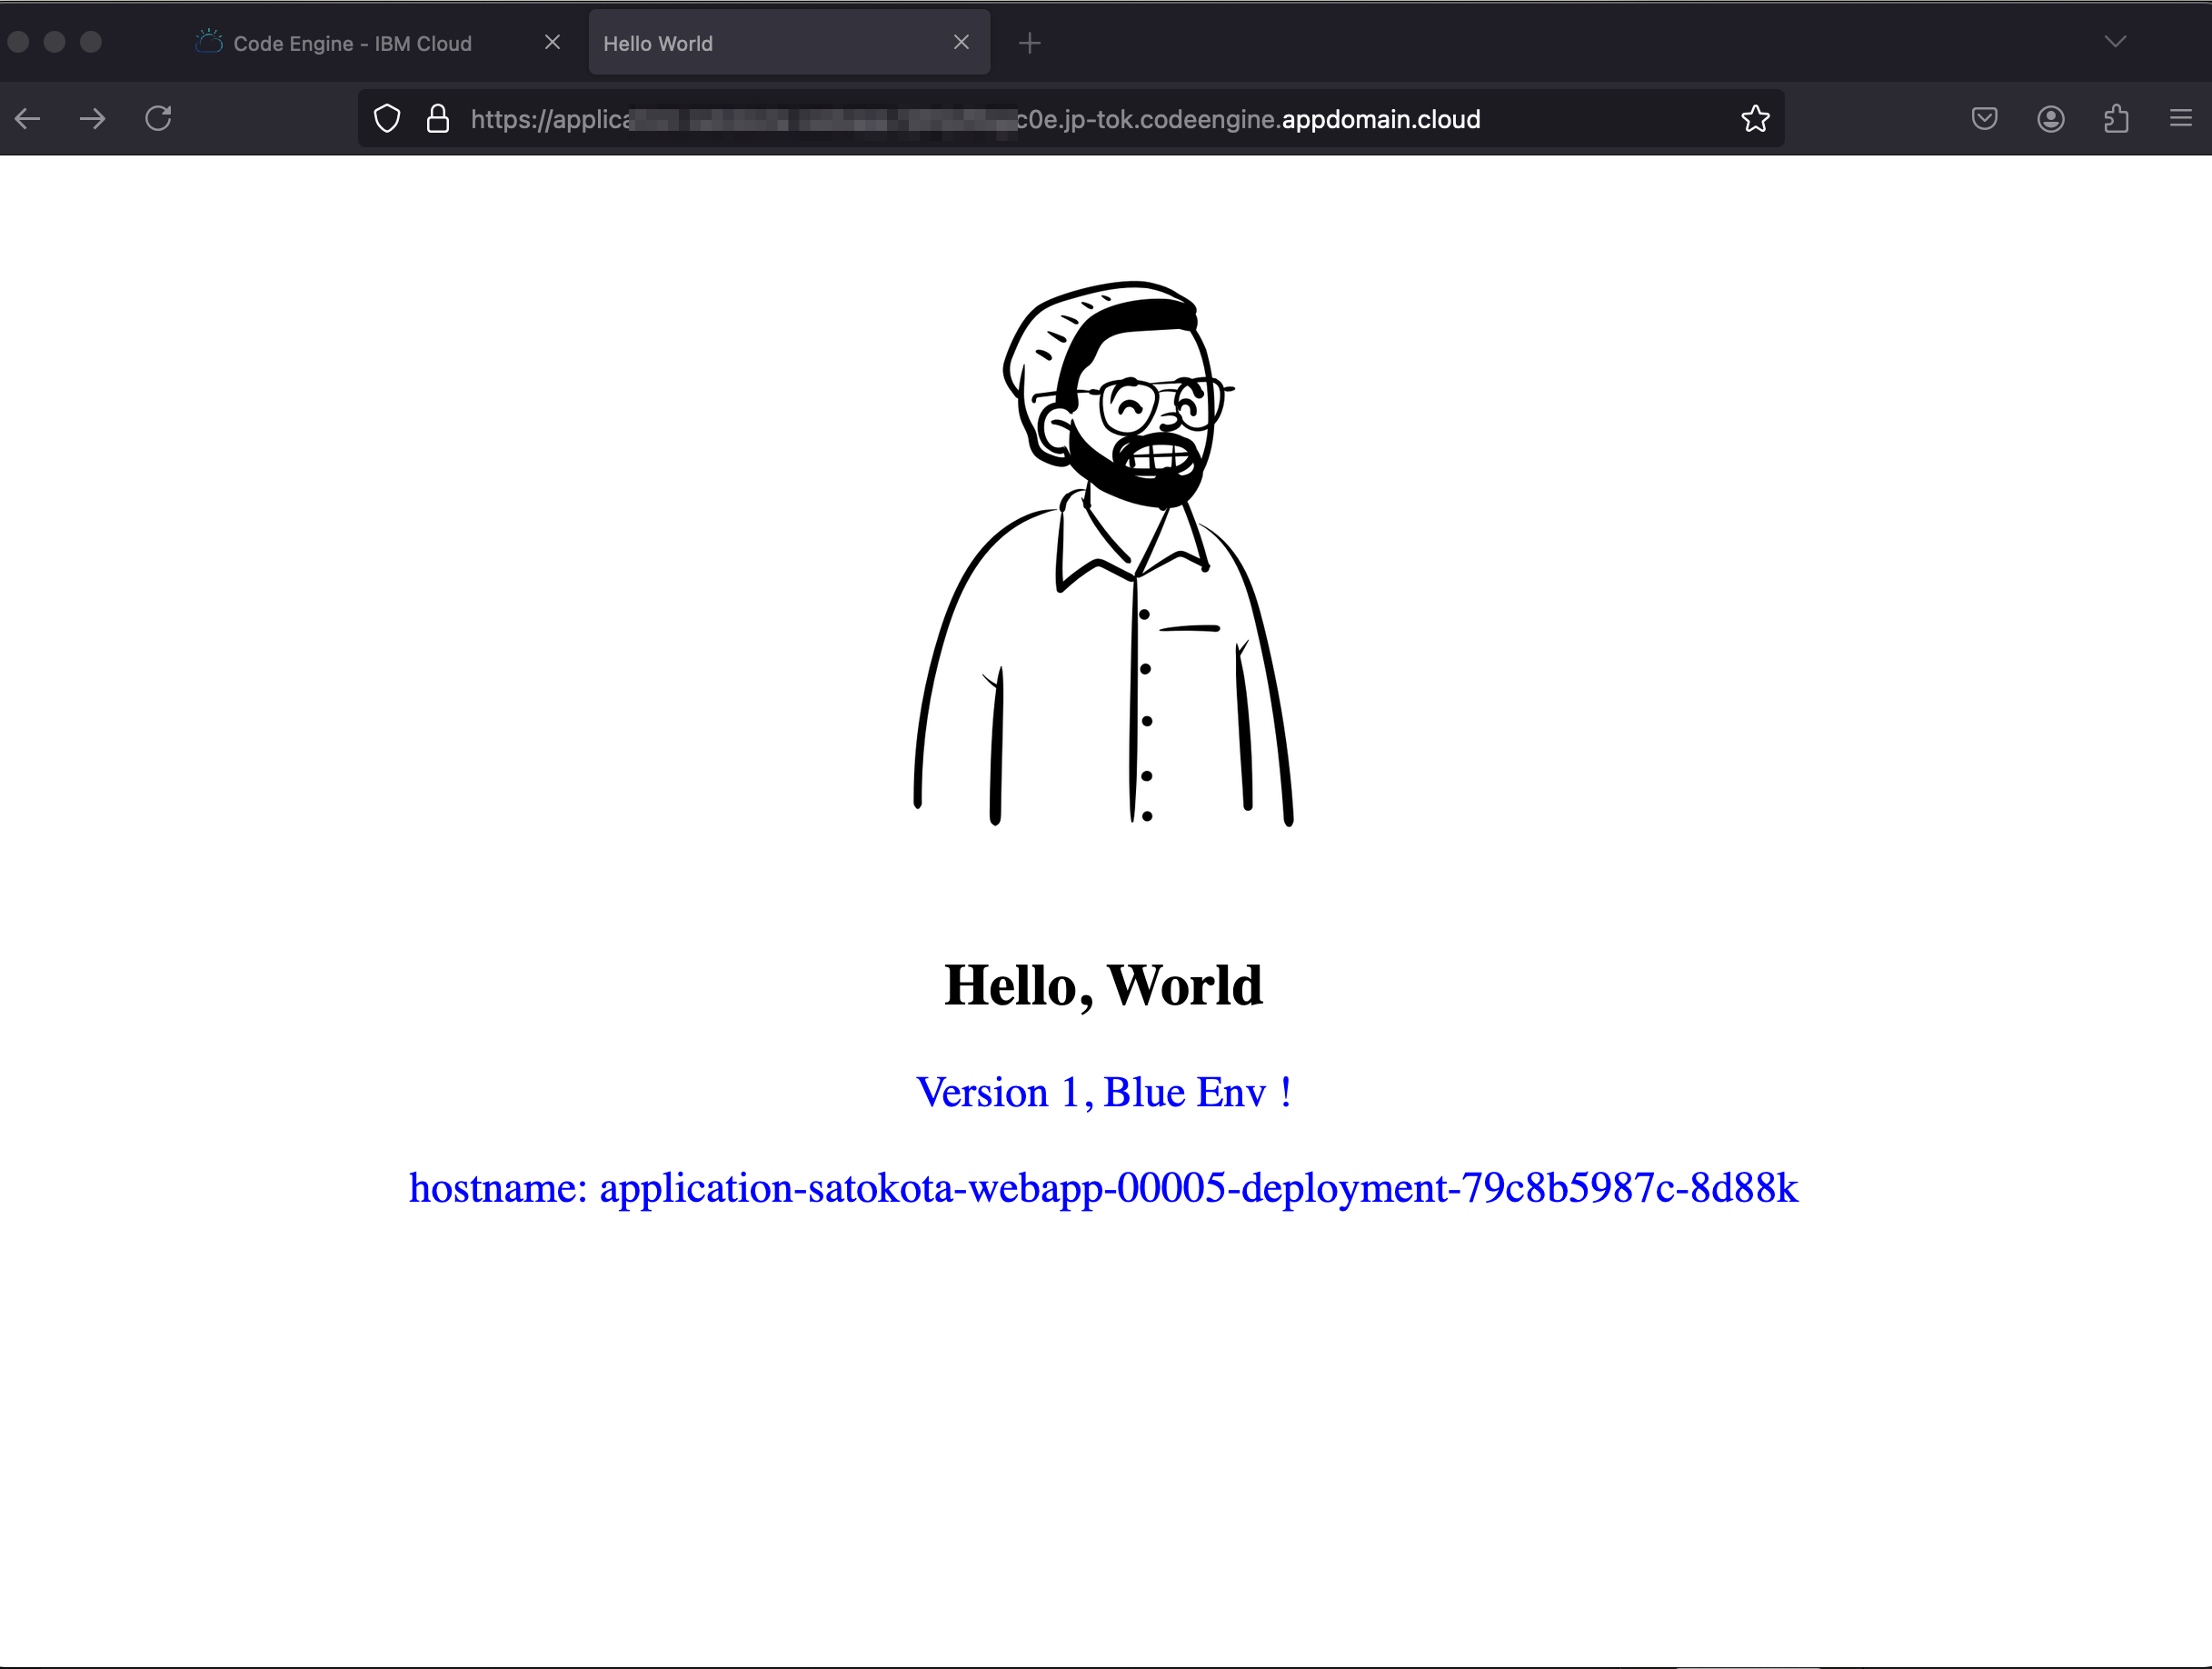 Code Engine - IBM Cloud
Hello World
https://applica c0e.jp-tok.codeengine.appdomain.cloud
Hello, World
Version 1, Blue Env !
hostname: application-satokota-webapp-00005-deployment-79c8b5987c-8d88k